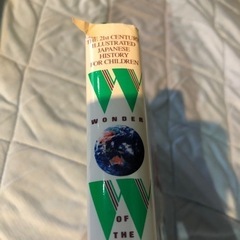 THE 21st CENTURY
ILLUSTRATED
JAPANESE
HISTORY
FOR CHILDREN
W
WONDER
W
OF THE